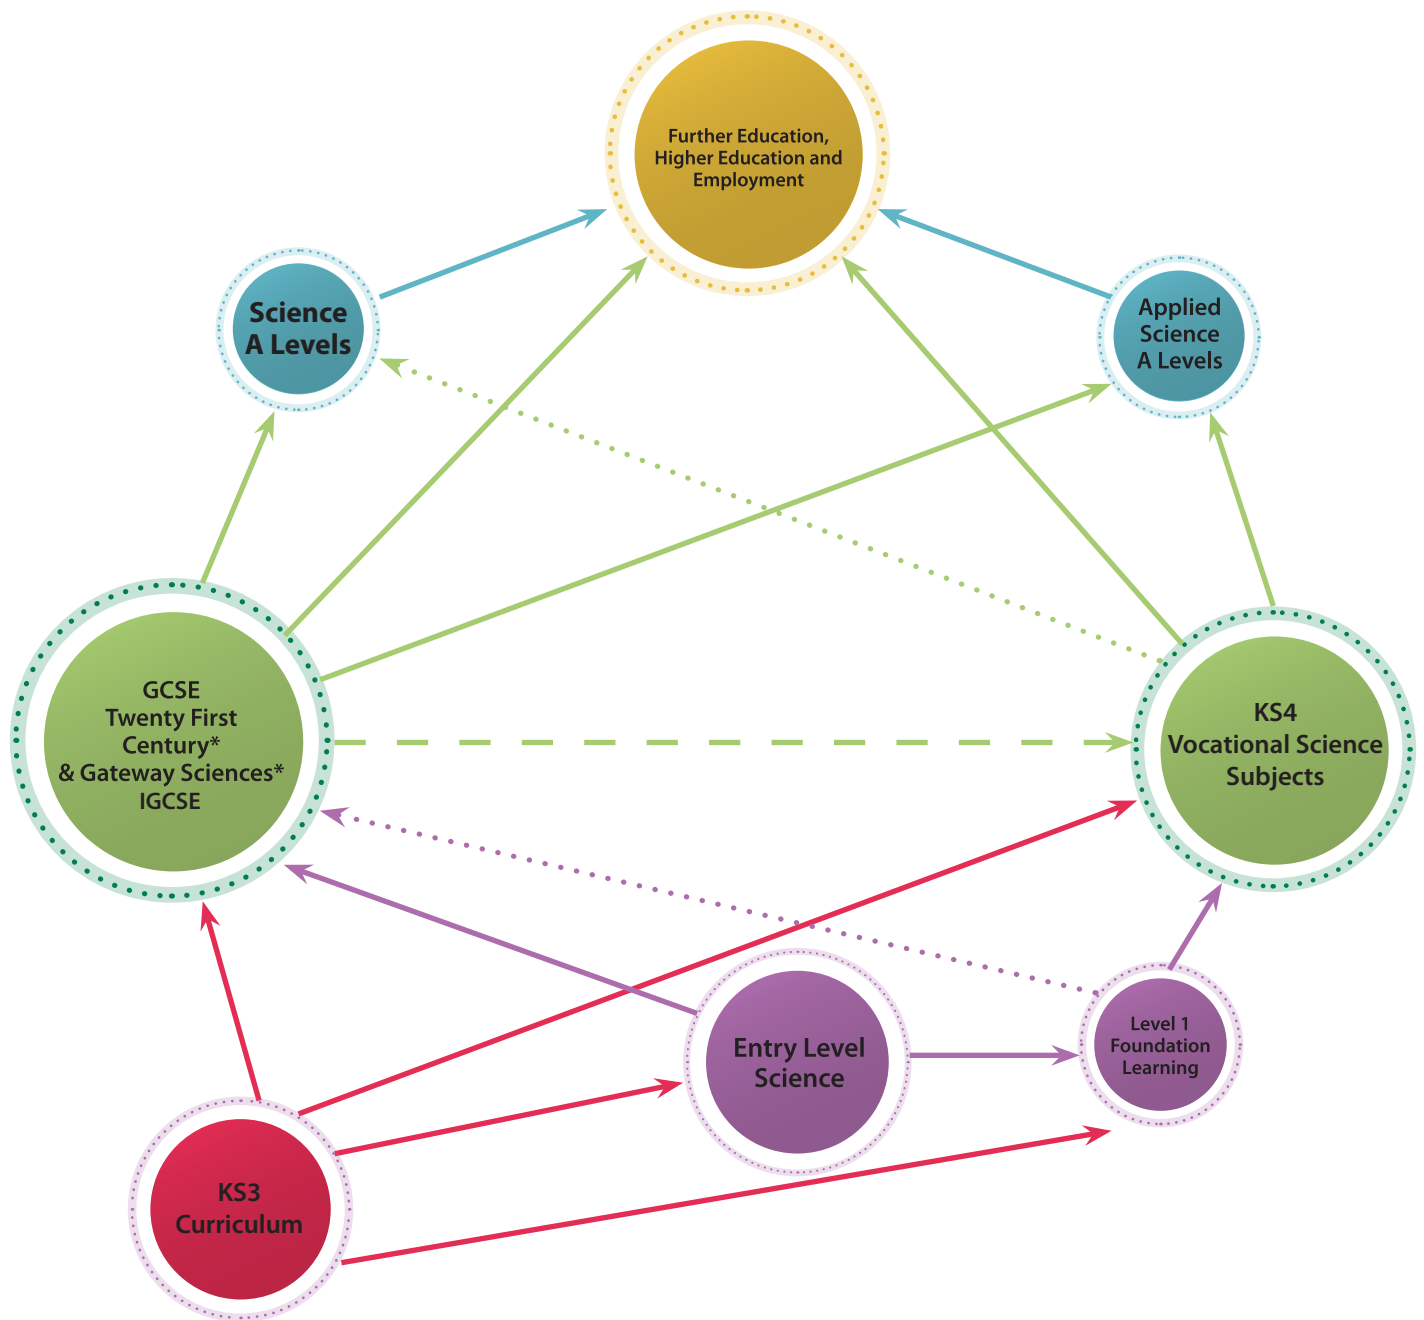 Further Education,
Higher Education and
Employment
Science
A Levels
Applied
Science
A Levels
GCSE
Twenty First
Century*
& Gateway Sciences*
IGCSE
KS4
Vocational Science
Subjects
Entry Level
Science
Level 1
Foundation
Learning
KS3
Curriculum